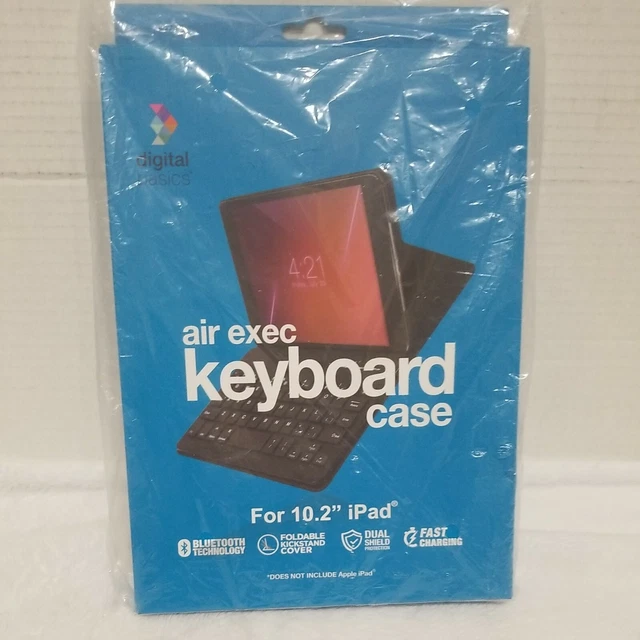 digital
basics
4:21
air exec
keyboard
case
For 10.2" iPad®
BLUETOOTH
TECHNOLOGY
FOLDABLE
KICKSTAND
COVER
DUAL
SHIELD
PROTECTION
FAST
CHARGING
*DOES NOT INCLUDE Apple iPad®